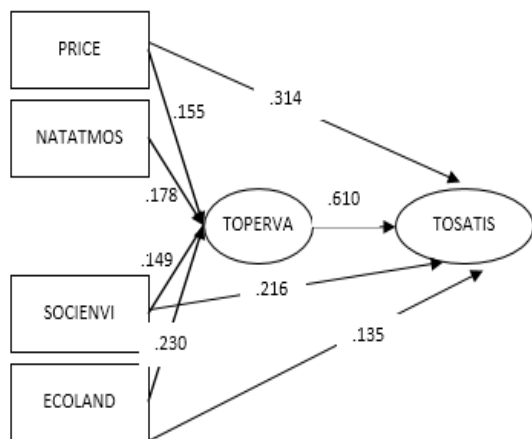 PRICE
.314
.155
NATATMOS
.178
.610
TOPERVA
TOSATIS
.149
.216
SOCIENVI
.230
.135
ECOLAND